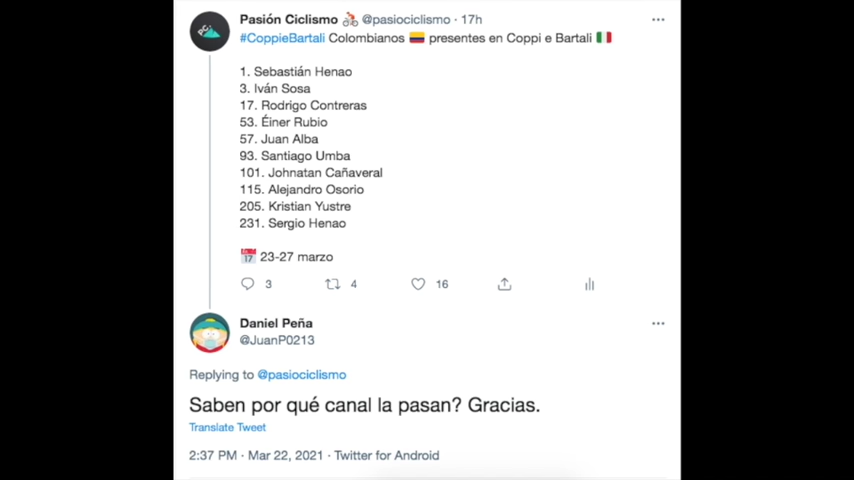 Pasión Ciclismo 🚴🏻 @pasiociclismo · 17h
#CoppieBartali Colombianos 🇨🇴 presentes en Coppi e Bartali 🇮🇹
1. Sebastián Henao
3. Iván Sosa
17. Rodrigo Contreras
53. Éiner Rubio
57. Juan Alba
93. Santiago Umba
101. Johnatan Cañaveral
115. Alejandro Osorio
205. Kristian Yustre
231. Sergio Henao
📅 23-27 marzo
3 4 16
Daniel Peña
@JuanP0213
Replying to @pasiociclismo
Saben por qué canal la pasan? Gracias.
Translate Tweet
2:37 PM · Mar 22, 2021 · Twitter for Android